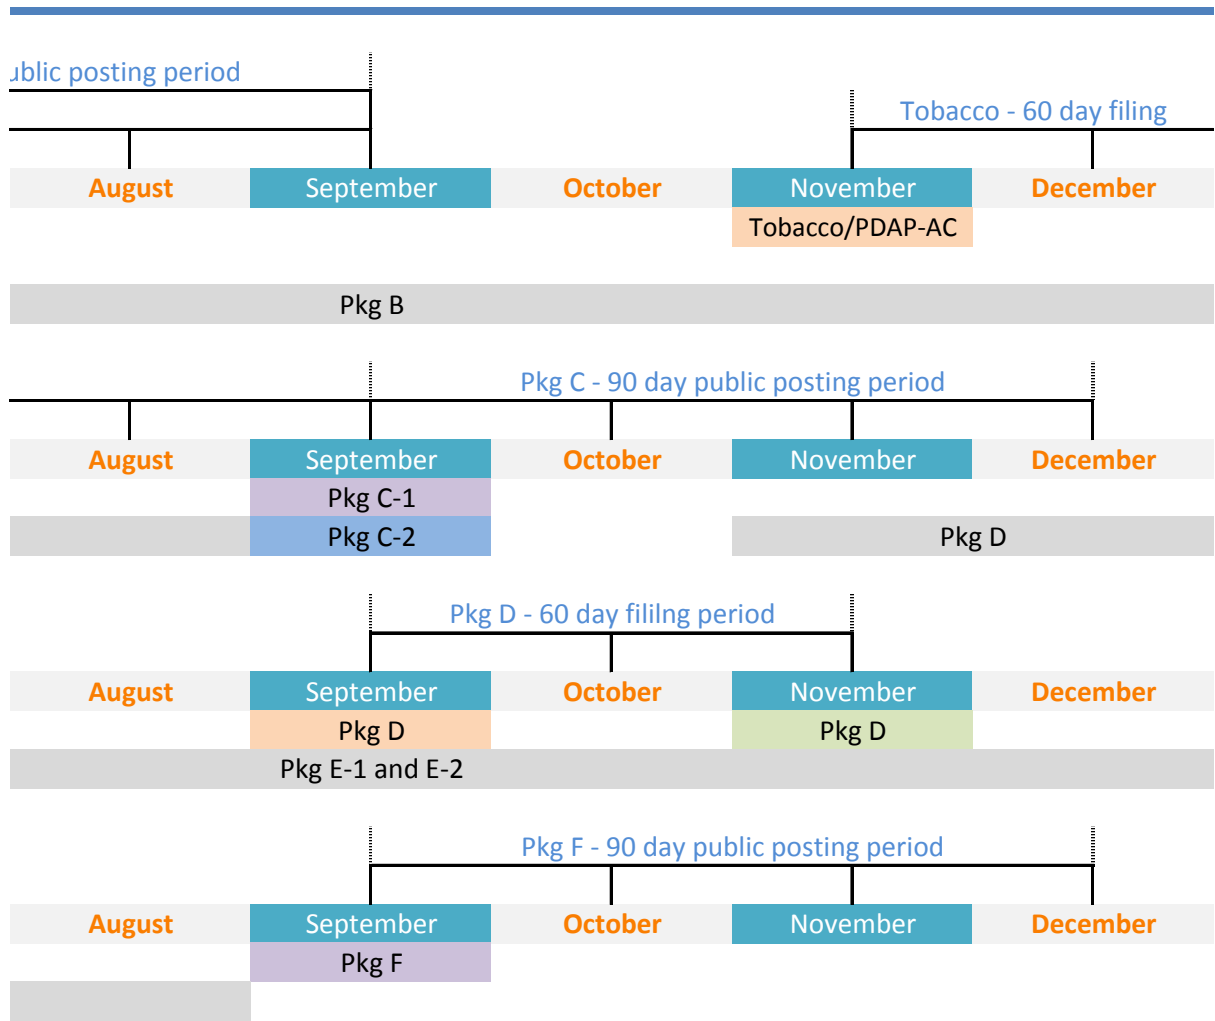 ublic posting period
Tobacco - 60 day filing
August September October November December
Tobacco/PDAP-AC
Pkg B
Pkg C - 90 day public posting period
August September October November December
Pkg C-1
Pkg C-2 Pkg D
Pkg D - 60 day fililng period
August September October November December
Pkg D Pkg D
Pkg E-1 and E-2
Pkg F - 90 day public posting period
August September October November December
Pkg F